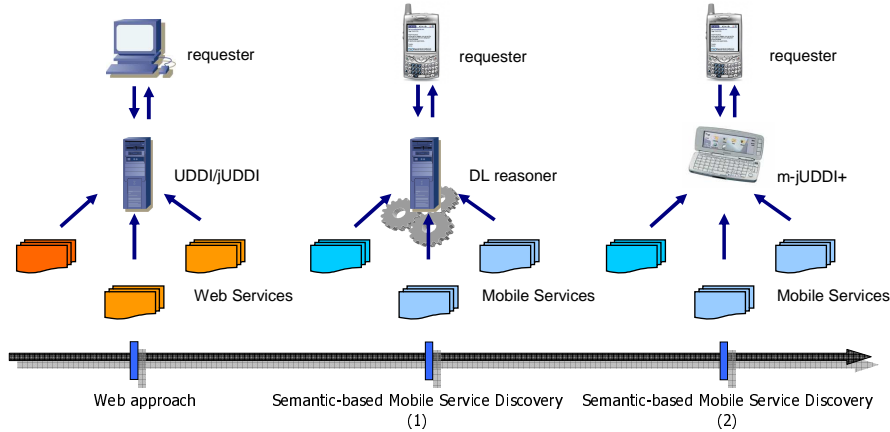 requester
requester
requester
UDDI/jUDDI
DL reasoner
m-jUDDI+
Web Services
Mobile Services
Mobile Services
Web approach
Semantic-based Mobile Service Discovery
(1)
Semantic-based Mobile Service Discovery
(2)